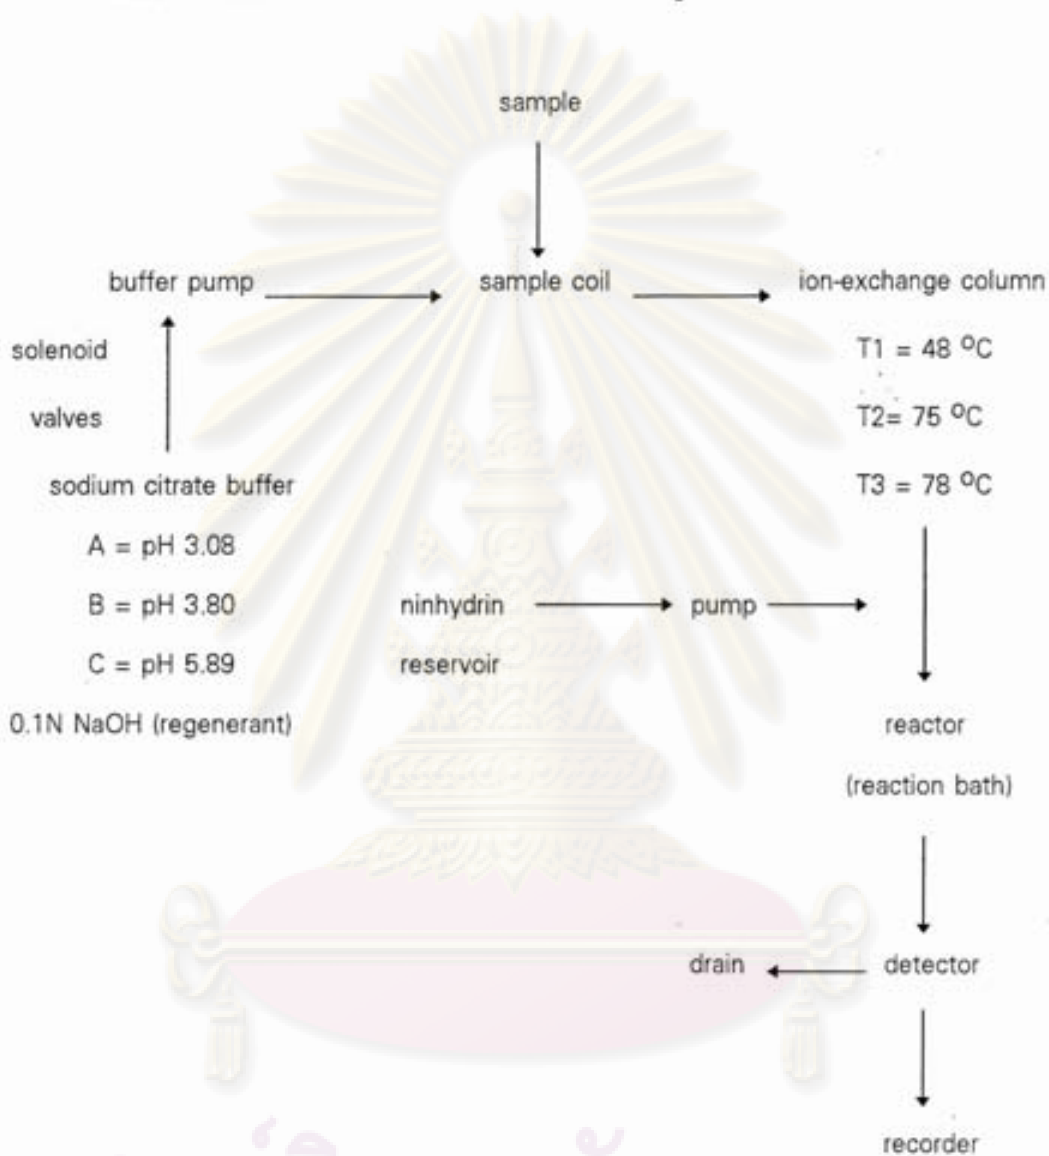 sample
buffer pump
sample coil
ion-exchange column
solenoid
T1 = 48 °C
valves
T2= 75 °C
sodium citrate buffer
T3 = 78 °C
A = pH 3.08
B = pH 3.80
ninhydrin
pump
C = pH 5.89
reservoir
0.1N NaOH (regenerant)
reactor
(reaction bath)
drain
detector
recorder